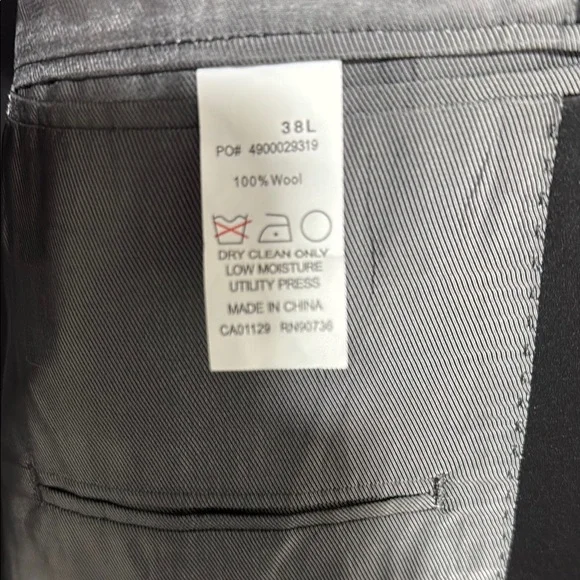 38L
PO# 4900029319
100% Wool
DRY CLEAN ONLY
LOW MOISTURE
UTILITY PRESS
MADE IN CHINA
CA01129 RN90736